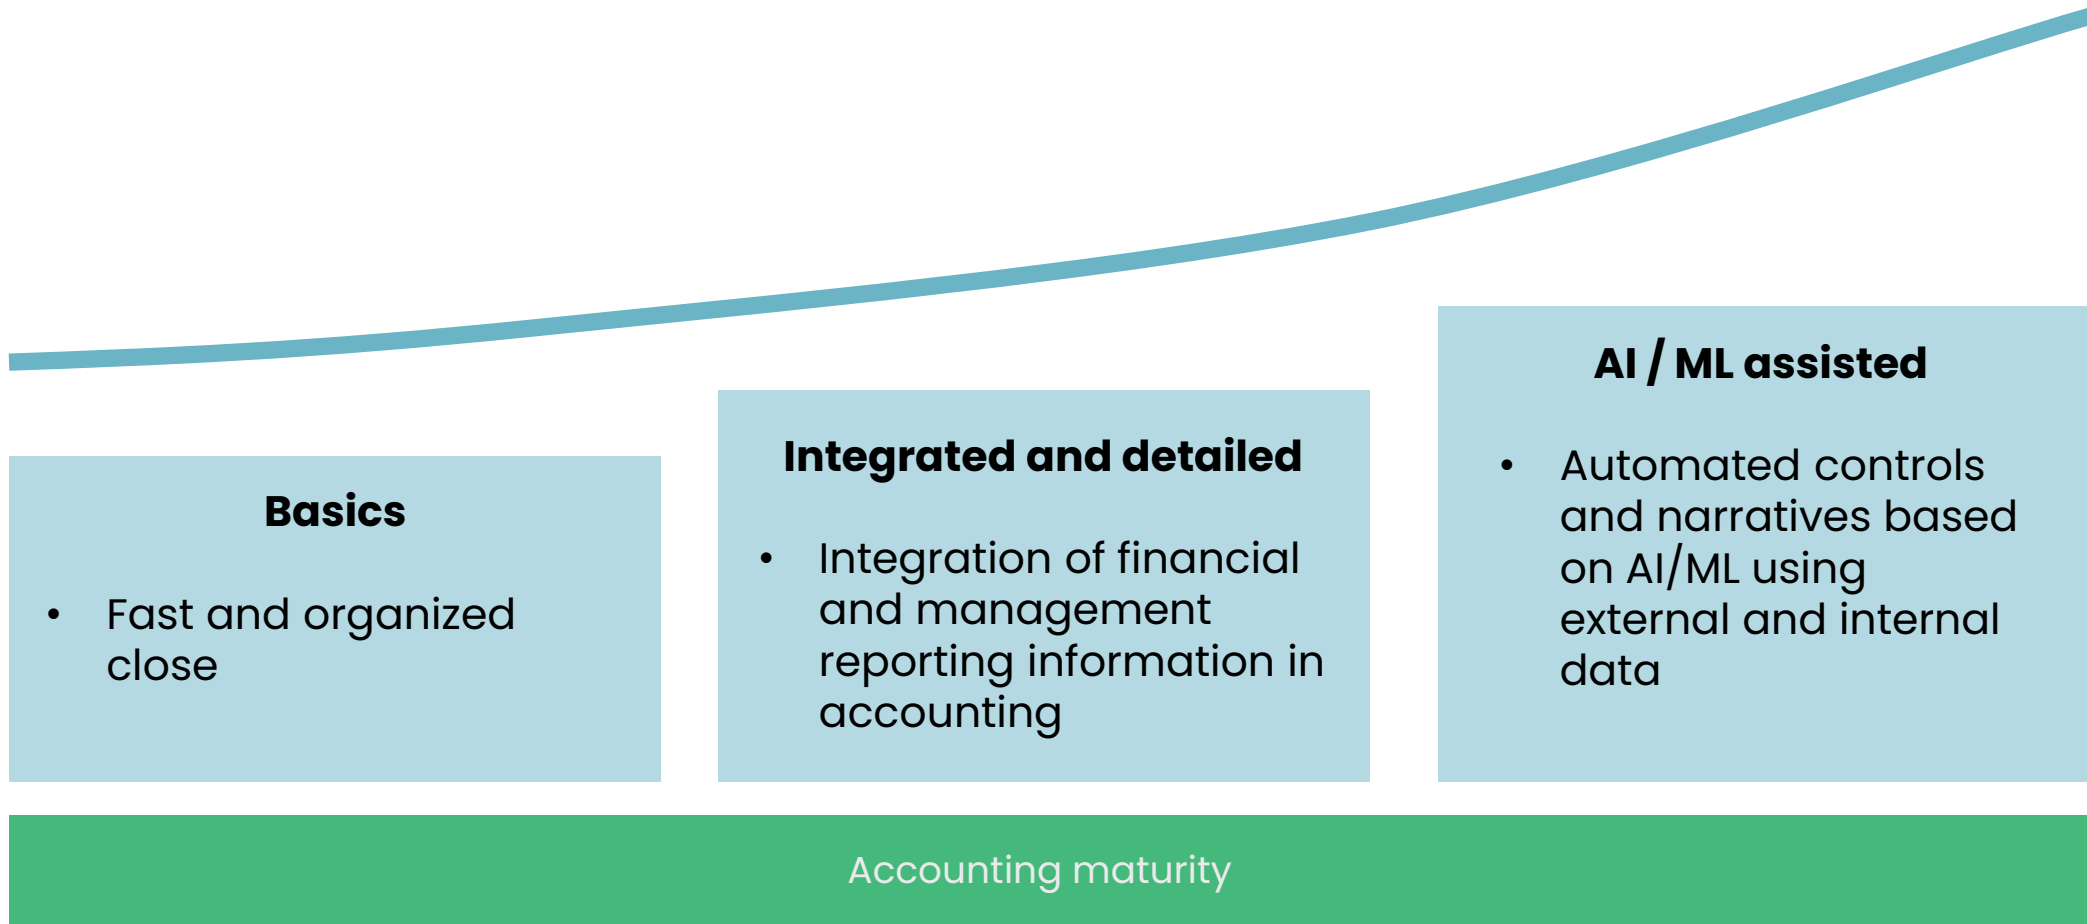 Basics
• Fast and organized
close
Integrated and detailed
• Integration of financial
and management
reporting information in
accounting
AI / ML assisted
• Automated controls
and narratives based
on AI/ML using
external and internal
data
Accounting maturity